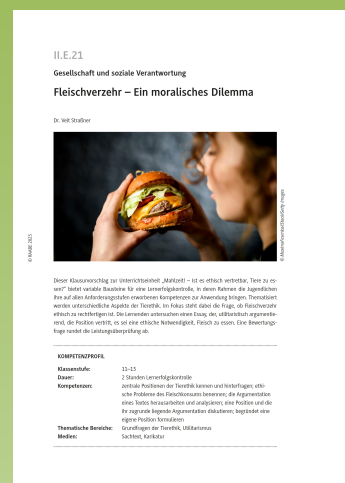 II.E.21
Gesellschaft und soziale Verantwortung
Fleischverzehr – Ein moralisches Dilemma
Dr. Veit Straßner
© RAABE 2023
Dieser Klausurvorschlag zur Unterrichtseinheit „Mahlzeit! – Ist es ethisch vertretbar, Tiere zu es-
sen?“ bietet variable Bausteine für eine Lernerfolgskontrolle, in deren Rahmen die Jugendlichen
ihre auf allen Anforderungsstufen erworbenen Kompetenzen zur Anwendung bringen. Thematisiert
werden unterschiedliche Aspekte der Tierethik. Im Fokus steht dabei die Frage, ob Fleischverzehr
ethisch zu rechtfertigen ist. Die Lernenden untersuchen einen Essay, der, utilitaristisch argumentie-
rend, die Position vertritt, es sei eine ethische Notwendigkeit, Fleisch zu essen. Eine Bewertungs-
frage rundet die Leistungsüberprüfung ab.
KOMPETENZPROFIL
Klassenstufe: 11–13
Dauer: 2 Stunden Lernerfolgskontrolle
Kompetenzen: zentrale Positionen der Tierethik kennen und hinterfragen; ethi-
sche Probleme des Fleischkonsums benennen; die Argumentation
eines Textes herausarbeiten und analysieren; eine Position und die
ihr zugrunde liegende Argumentation diskutieren; begründet eine
eigene Position formulieren
Thematische Bereiche: Grundfragen der Tierethik, Utilitarismus
Medien: Sachtext, Karikatur